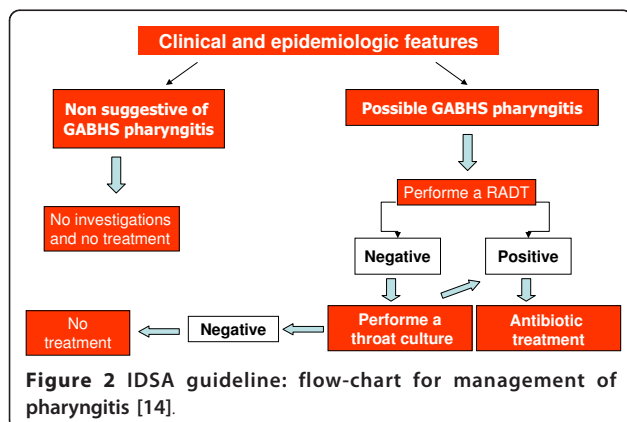 Clinical and epidemiologic features
Non suggestive of
GABHS pharyngitis
Possible GABHS pharyngitis
No investigations
and no treatment
Performe a RADT
Negative
Positive
No
treatment
Negative
Performe a
throat culture
Antibiotic
treatment
Figure 2 IDSA guideline: flow-chart for management of
pharyngitis [14].